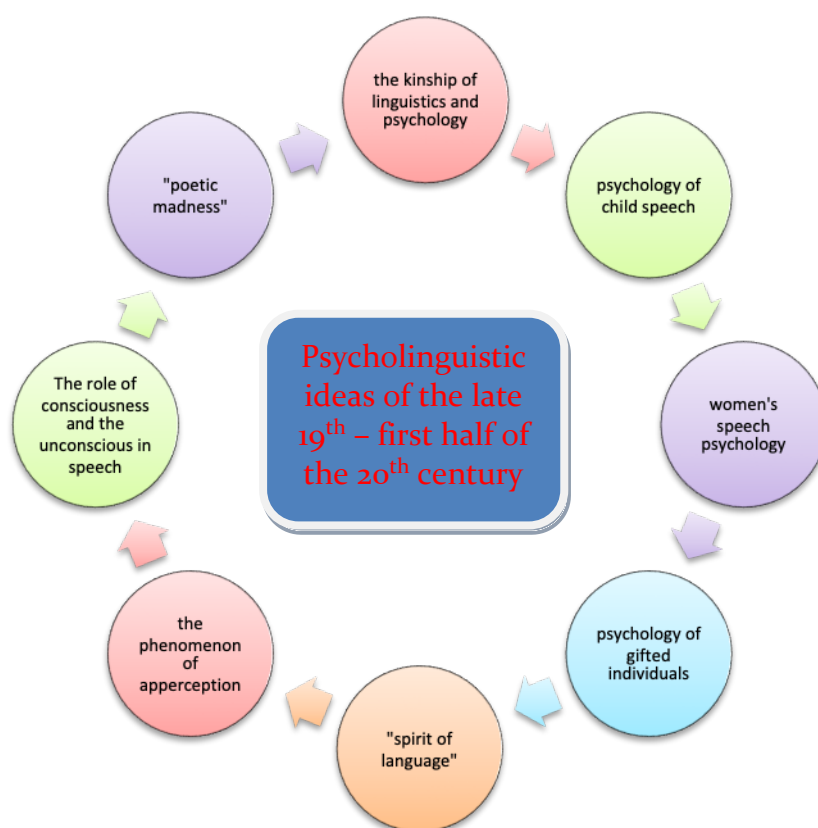 the kinship of
linguistics and
psychology
psychology of
child speech
women's
speech
psychology
psychology of
gifted
individuals
"spirit of
language"
the
phenomenon
of
apperception
The role of
consciousness
and the
unconscious in
speech
"poetic
madness"
Psycholinguistic
ideas of the late
19th – first half of
the 20th century